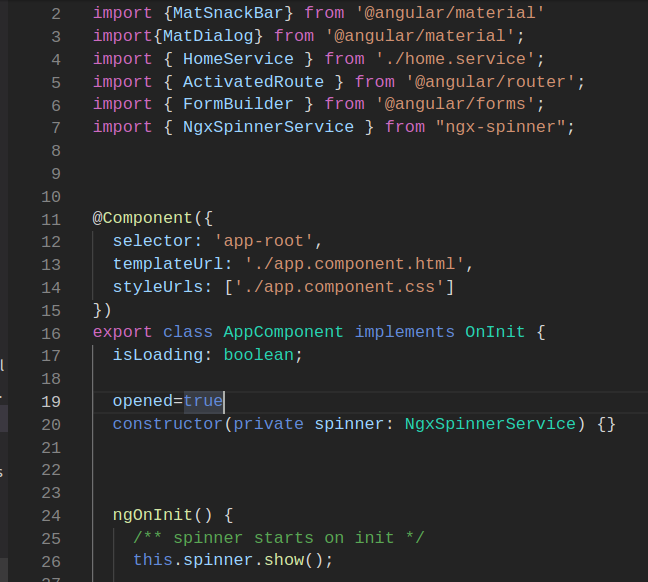 2 import {MatSnackBar} from '@angular/material'
3 import{MatDialog} from '@angular/material';
4 import { HomeService } from './home.service';
5 import { ActivatedRoute } from '@angular/router';
6 import { FormBuilder } from '@angular/forms';
7 import { NgxSpinnerService } from "ngx-spinner";
8
9
10
11 @Component({
12 selector: 'app-root',
13 templateUrl: './app.component.html',
14 styleUrls: ['./app.component.css']
15 })
16 export class AppComponent implements OnInit {
17 isLoading: boolean;
18
19 opened=true
20 constructor(private spinner: NgxSpinnerService) {}
21
22
23
24 ngOnInit() {
25 /** spinner starts on init */
26 this.spinner.show();